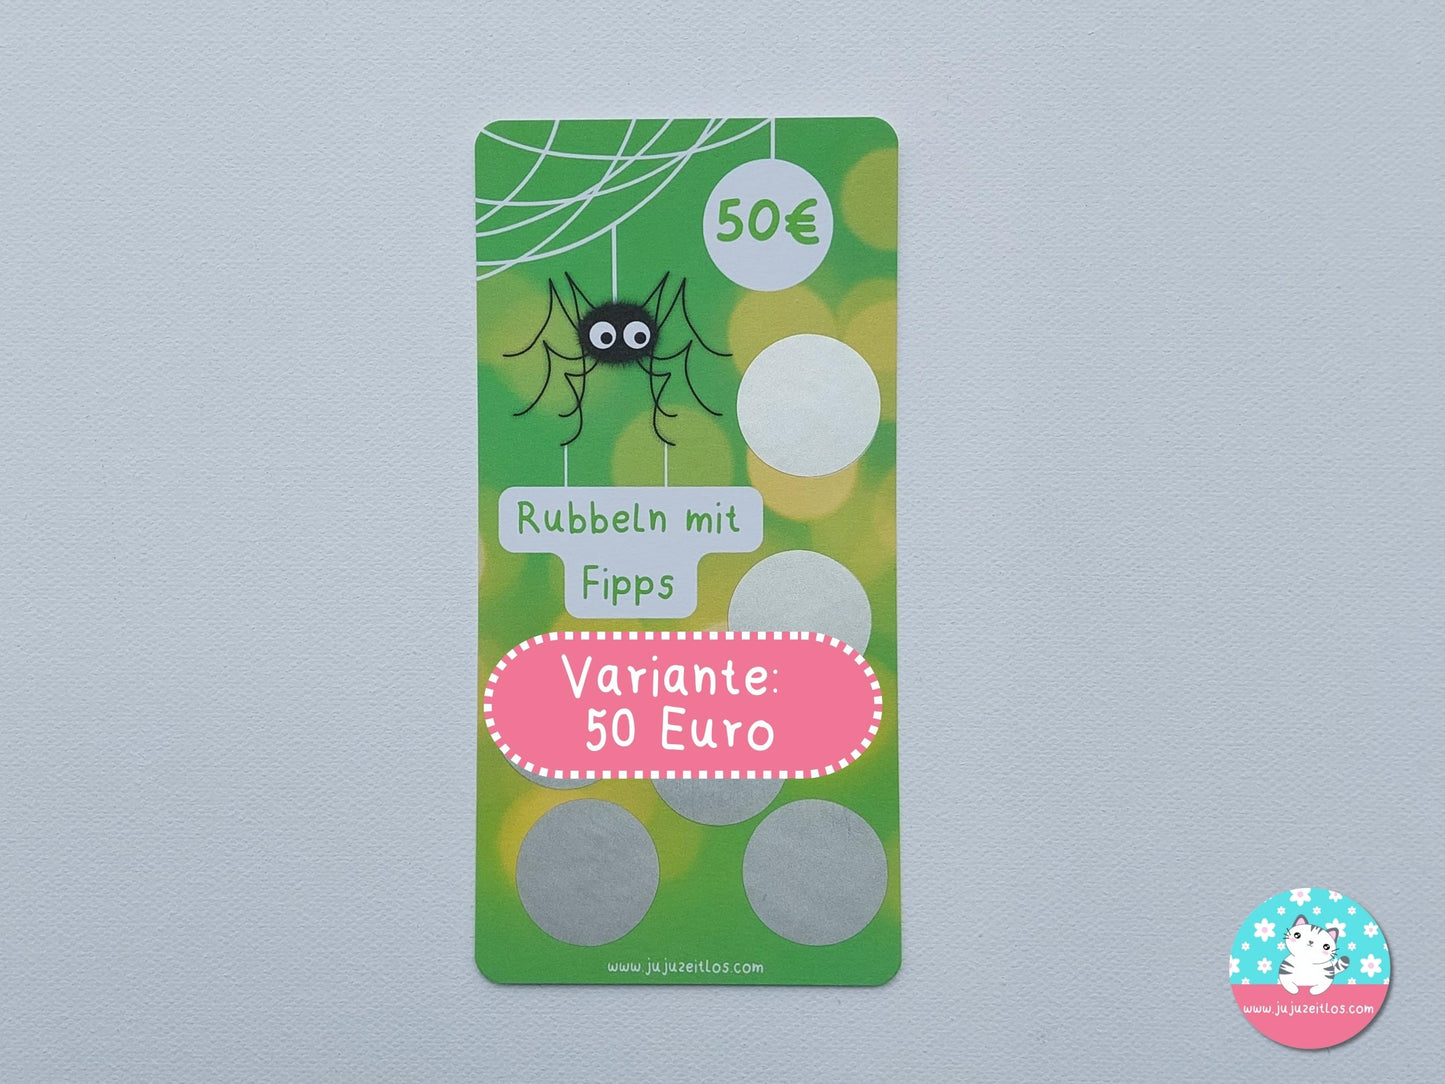 50€
Rubbeln mit
Fipps
Variante:
50 Euro
www.jujuzeitlos.com
www.jujuzeitlos.com